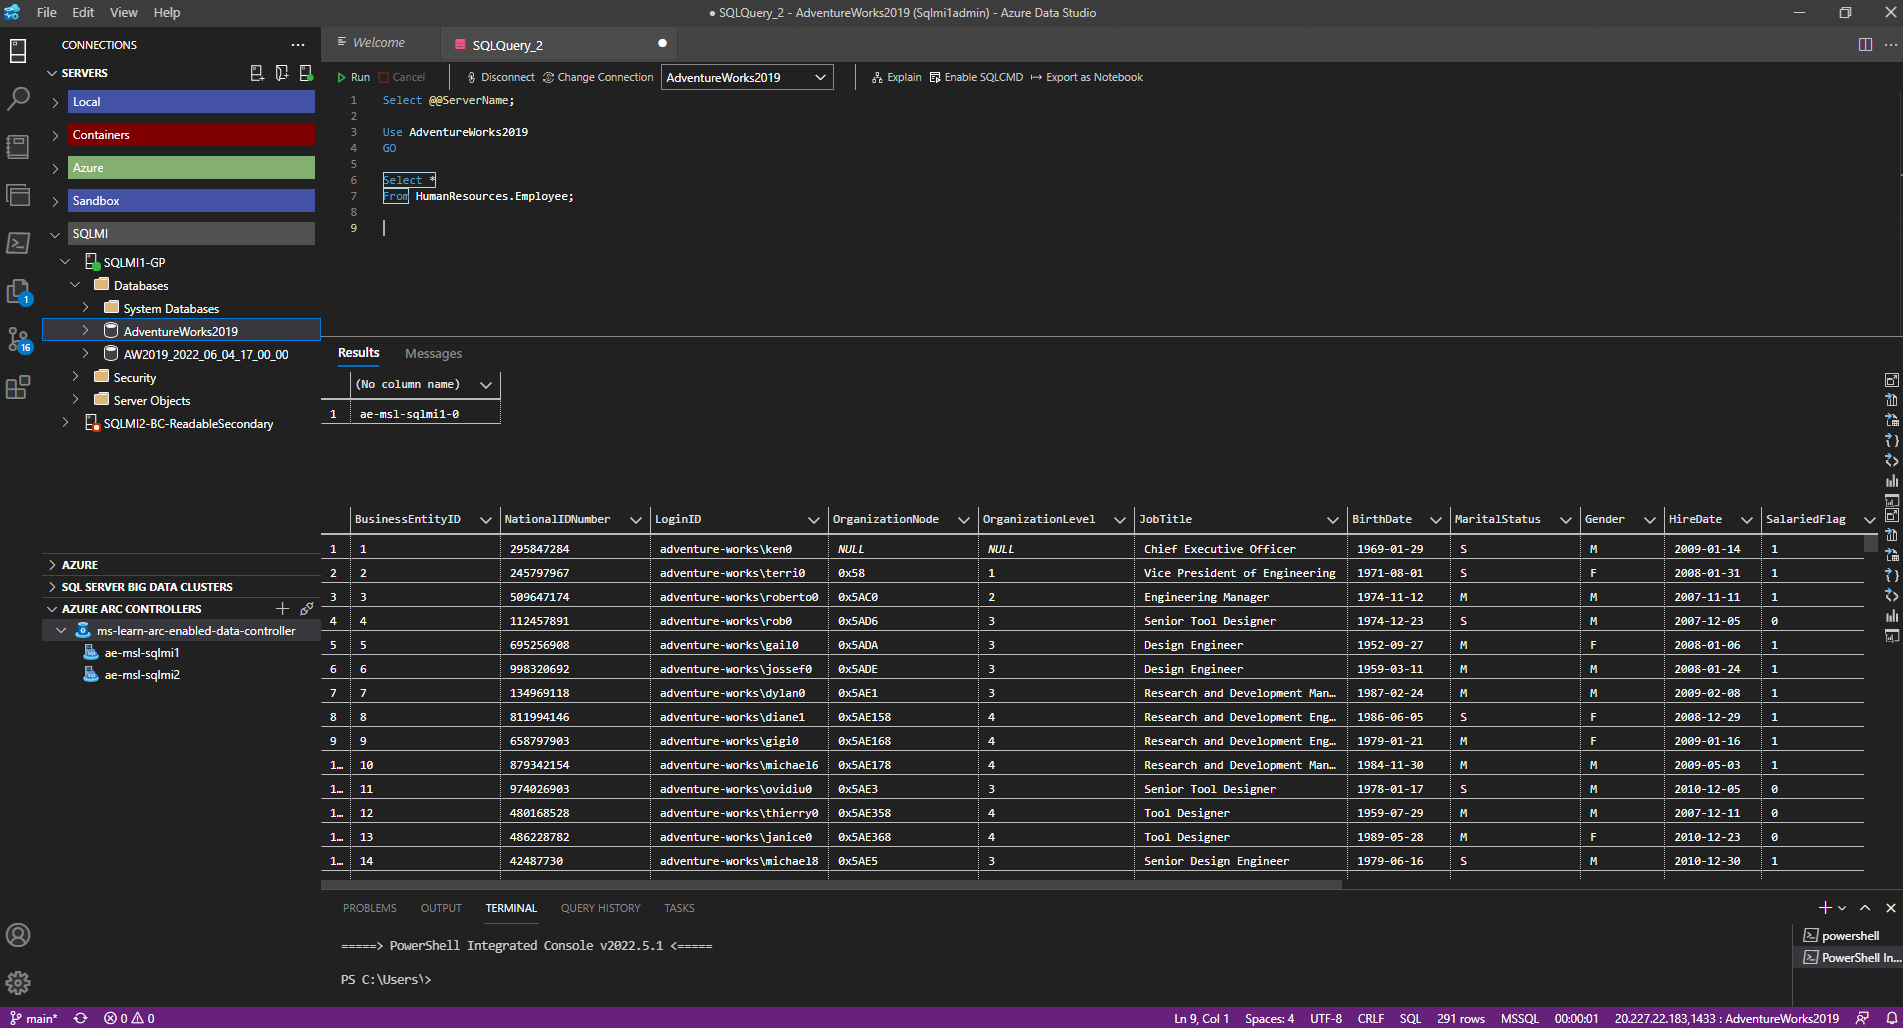 File Edit View Help
● SQLQuery_2 - AdventureWorks2019 (Sqlmi1admin) - Azure Data Studio
CONNECTIONS
SERVERS
Local
Containers
Azure
Sandbox
SQLMI
SQLMI1-GP
Databases
System Databases
AdventureWorks2019
AW2019_2022_06_04_17_00_00
Security
Server Objects
SQLMI2-BC-ReadableSecondary
AZURE
SQL SERVER BIG DATA CLUSTERS
AZURE ARC CONTROLLERS
ms-learn-arc-enabled-data-controller
ae-msl-sqlmi1
ae-msl-sqlmi2
1
16
Welcome SQLQuery_2
Run Cancel Disconnect Change Connection AdventureWorks2019 Explain Enable SQLCMD Export as Notebook
1 Select @@ServerName;
2
3 Use AdventureWorks2019
4 GO
5
6 Select *
7 From HumanResources.Employee;
8
9
Results Messages
(No column name)
1 ae-msl-sqlmi1-0
BusinessEntityID NationalIDNumber LoginID OrganizationNode OrganizationLevel JobTitle BirthDate MaritalStatus Gender HireDate SalariedFlag
1 1 295847284 adventure-works\ken0 NULL NULL Chief Executive Officer 1969-01-29 S M 2009-01-14 1
2 2 245797967 adventure-works\terri0 0x58 1 Vice President of Engineering 1971-08-01 S F 2008-01-31 1
3 3 509647174 adventure-works\roberto0 0x5AC0 2 Engineering Manager 1974-11-12 M M 2007-11-11 1
4 4 112457891 adventure-works\rob0 0x5AD6 3 Senior Tool Designer 1974-12-23 S M 2007-12-05 0
5 5 695256908 adventure-works\gail0 0x5ADA 3 Design Engineer 1952-09-27 M F 2008-01-06 1
6 6 998320692 adventure-works\jossef0 0x5ADE 3 Design Engineer 1959-03-11 M M 2008-01-24 1
7 7 134969118 adventure-works\dylan0 0x5AE1 3 Research and Development Man… 1987-02-24 M M 2009-02-08 1
8 8 811994146 adventure-works\diane1 0x5AE158 4 Research and Development Eng… 1986-06-05 S F 2008-12-29 1
9 9 658797903 adventure-works\gigi0 0x5AE168 4 Research and Development Eng… 1979-01-21 M F 2009-01-16 1
1… 10 879342154 adventure-works\michael6 0x5AE178 4 Research and Development Man… 1984-11-30 M M 2009-05-03 1
1… 11 974026903 adventure-works\ovidiu0 0x5AE3 3 Senior Tool Designer 1978-01-17 S M 2010-12-05 0
1… 12 480168528 adventure-works\thierry0 0x5AE358 4 Tool Designer 1959-07-29 M M 2007-12-11 0
1… 13 486228782 adventure-works\janice0 0x5AE368 4 Tool Designer 1989-05-28 M F 2010-12-23 0
1… 14 42487730 adventure-works\michael8 0x5AE5 3 Senior Design Engineer 1979-06-16 S M 2010-12-30 1
PROBLEMS OUTPUT TERMINAL QUERY HISTORY TASKS
=====> PowerShell Integrated Console v2022.5.1 <=====
PS C:\Users\>
powershell
PowerShell In…
main* 0 0 Ln 9, Col 1 Spaces: 4 UTF-8 CRLF SQL 291 rows MSSQL 00:00:01 20.227.22.183,1433 : AdventureWorks2019